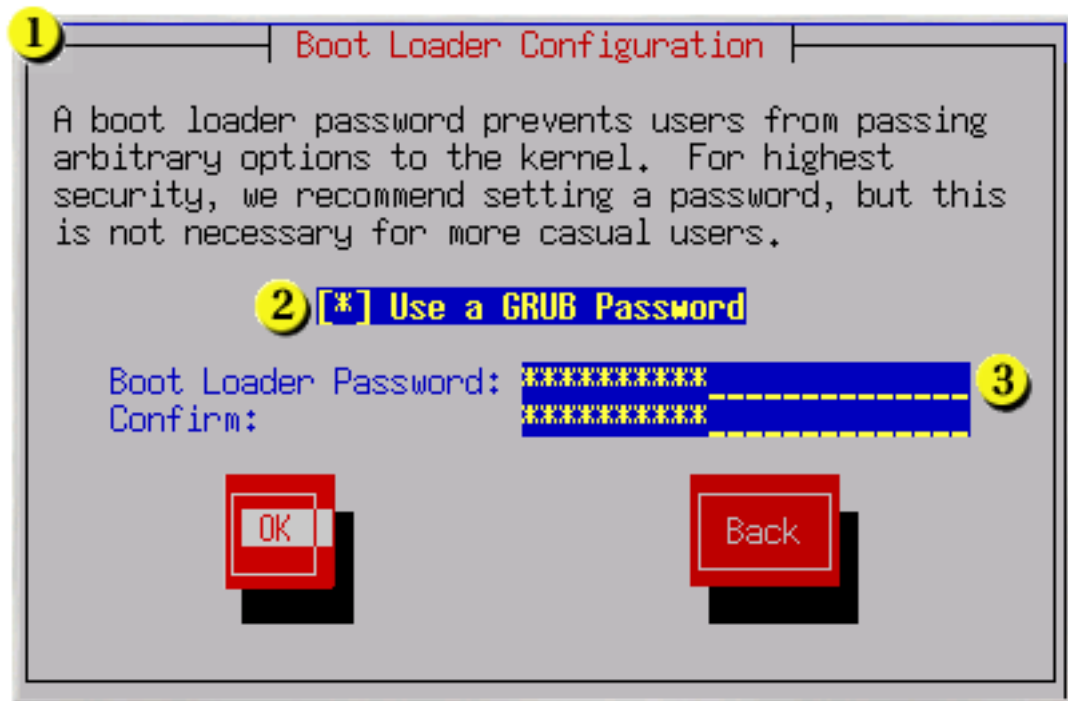 1
Boot Loader Configuration
A boot loader password prevents users from passing
arbitrary options to the kernel.  For highest
security, we recommend setting a password, but this
is not necessary for more casual users.
2 [*] Use a GRUB Password
Boot Loader Password: ********** 3
Confirm: **********
OK Back